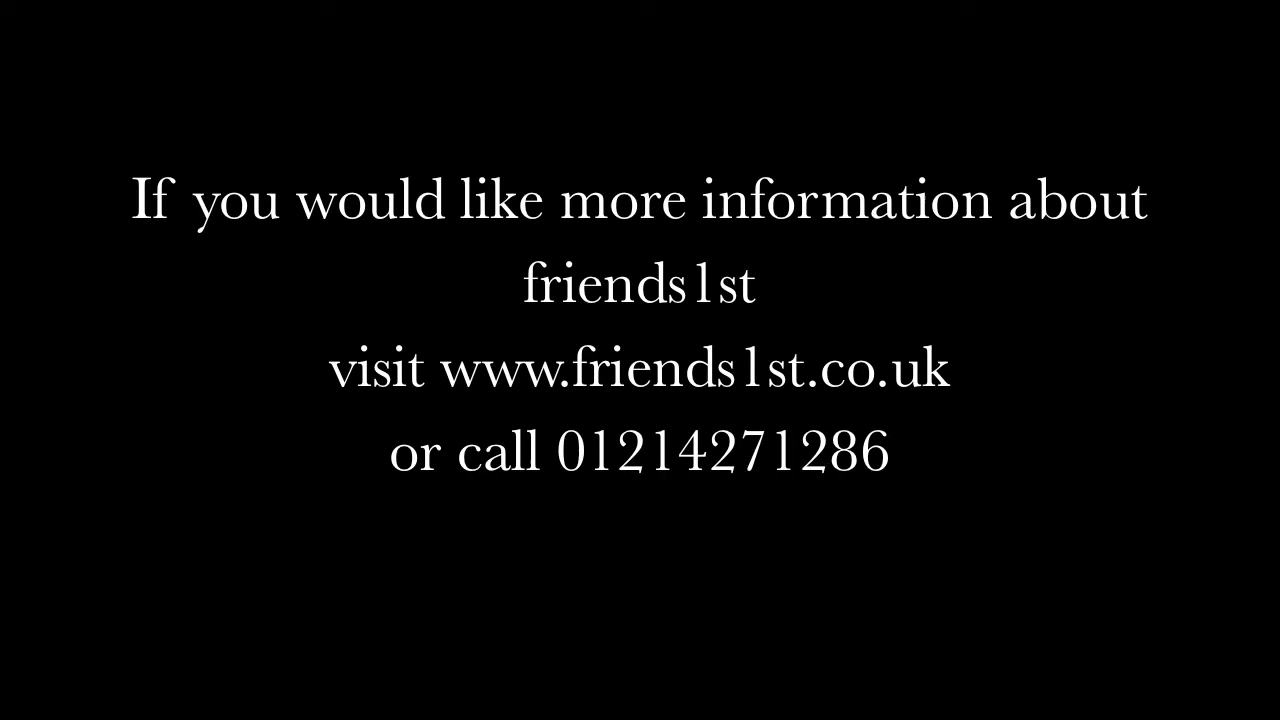 If you would like more information about
friends1st
visit www.friends1st.co.uk
or call 01214271286